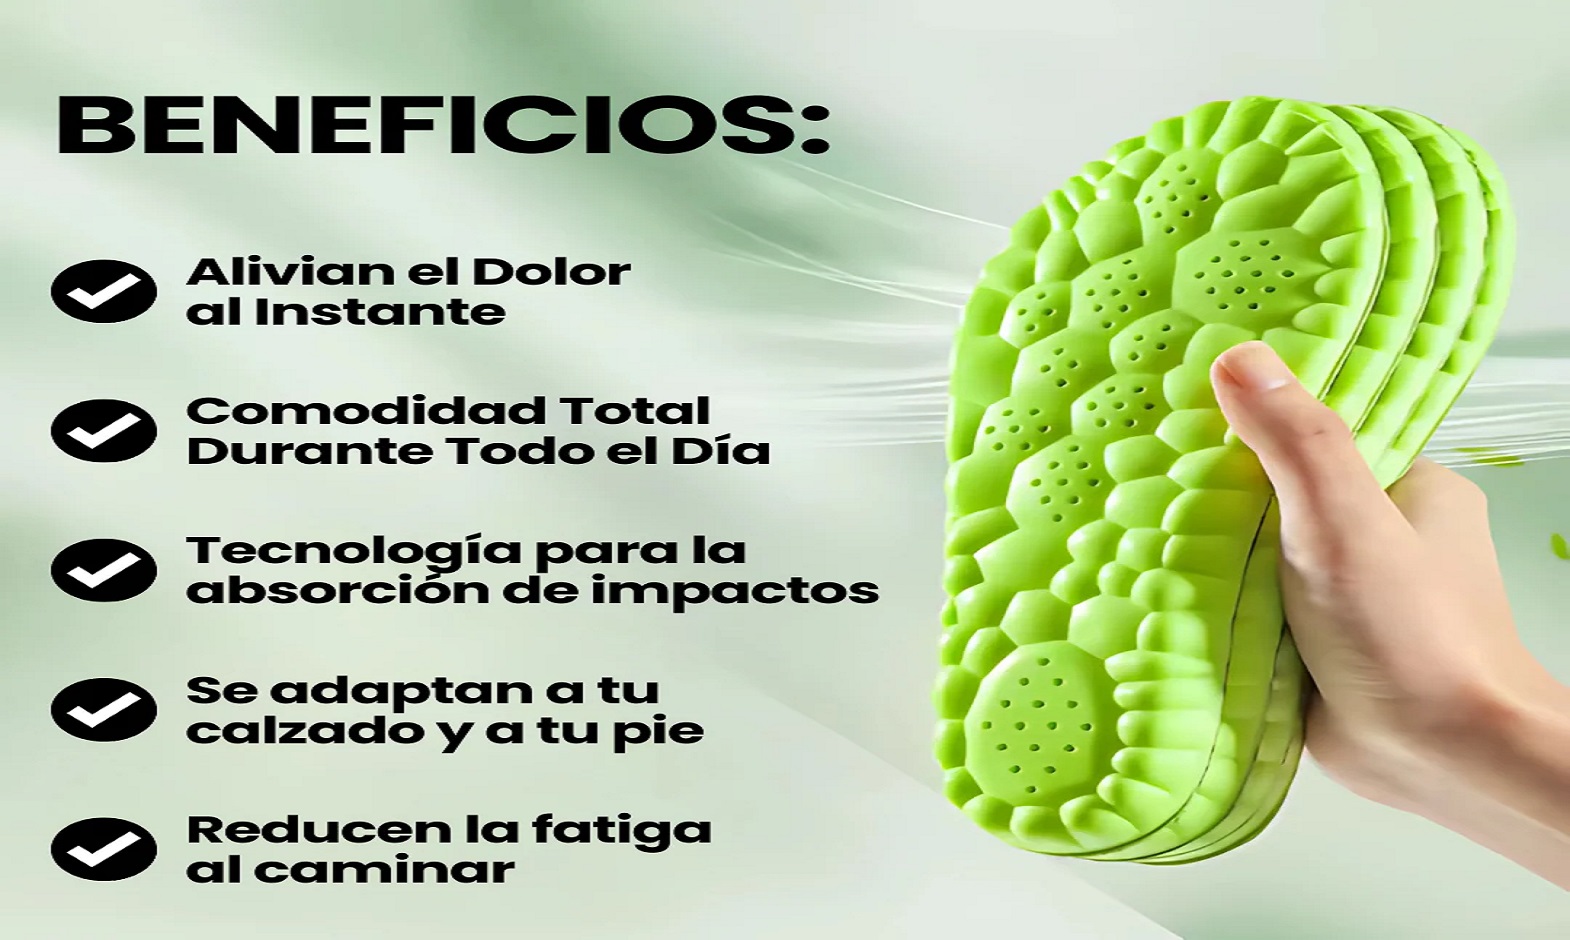 BENEFICIOS:
Alivian el Dolor
al Instante
Comodidad Total
Durante Todo el Día
Tecnología para la
absorción de impactos
Se adaptan a tu
calzado y a tu pie
Reducen la fatiga
al caminar